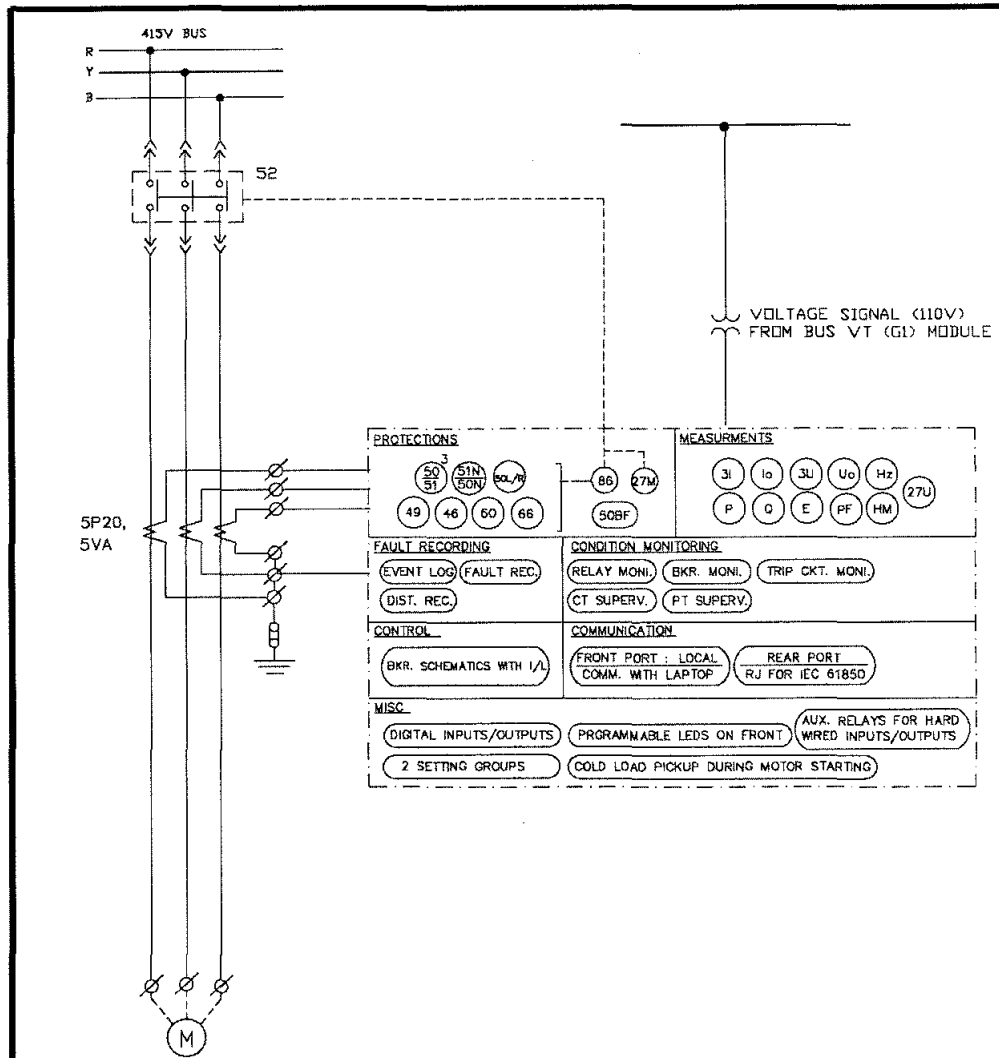 415V BUS
R
Y
B
52
VOLTAGE SIGNAL (110V)
FROM BUS VT (G1) MODULE
PROTECTIONS
3
50
51
51N
50N
50L/R
49
46
60
66
86
27M
50BF
MEASURMENTS
3I
Io
3U
Uo
Hz
27U
P
Q
E
PF
HM
5P20,
5VA
FAULT RECORDING
EVENT LOG
FAULT REC.
DIST. REC.
CONDITION MONITORING
RELAY MONI.
BKR. MONI.
TRIP CKT. MONI.
CT SUPERV.
PT SUPERV.
CONTROL
BKR. SCHEMATICS WITH I/L
COMMUNICATION
FRONT PORT : LOCAL
COMM. WITH LAPTOP
REAR PORT
RJ FOR IEC 61850
MISC
DIGITAL INPUTS/OUTPUTS
PRGRAMMABLE LEDS ON FRONT
AUX. RELAYS FOR HARD
WIRED INPUTS/OUTPUTS
2 SETTING GROUPS
COLD LOAD PICKUP DURING MOTOR STARTING
M